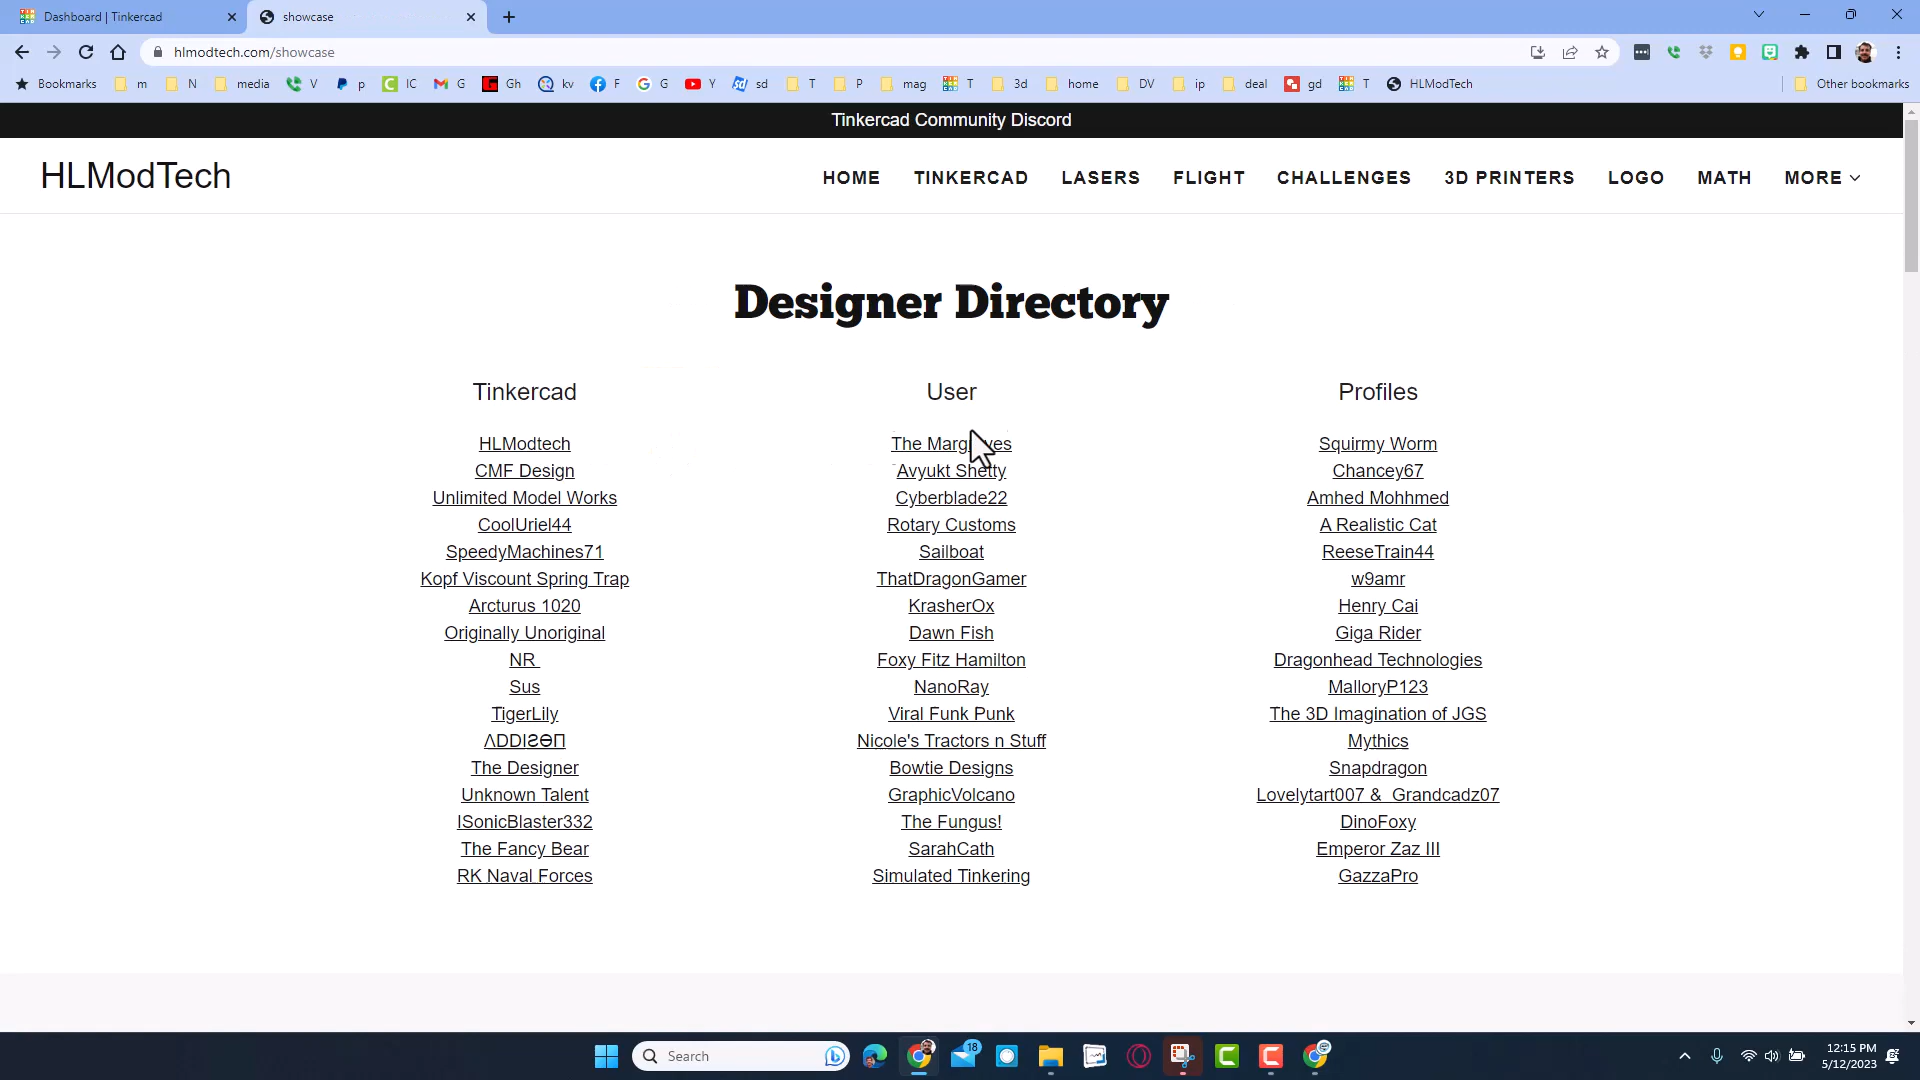 Dashboard | Tinkercad
showcase
hlmodtech.com/showcase
Bookmarks m N media V p IC G Gh kv F G Y sd T P mag T 3d home DV ip deal gd T HLModTech Other bookmarks
Tinkercad Community Discord
HLModTech
HOME TINKERCAD LASERS FLIGHT CHALLENGES 3D PRINTERS LOGO MATH MORE
Designer Directory
Tinkercad
HLModtech
CMF Design
Unlimited Model Works
CoolUriel44
SpeedyMachines71
Kopf Viscount Spring Trap
Arcturus 1020
Originally Unoriginal
NR
Sus
TigerLily
ΛDDIƧӨП
The Designer
Unknown Talent
ISonicBlaster332
The Fancy Bear
RK Naval Forces
User
Avyukt Shetty
Cyberblade22
Rotary Customs
Sailboat
ThatDragonGamer
KrasherOx
Dawn Fish
Foxy Fitz Hamilton
NanoRay
Viral Funk Punk
Nicole's Tractors n Stuff
Bowtie Designs
GraphicVolcano
The Fungus!
SarahCath
Simulated Tinkering
Profiles
Squirmy Worm
Chancey67
Amhed Mohhmed
A Realistic Cat
ReeseTrain44
w9amr
Henry Cai
Giga Rider
Dragonhead Technologies
MalloryP123
The 3D Imagination of JGS
Mythics
Snapdragon
Lovelytart007 & Grandcadz07
DinoFoxy
Emperor Zaz III
GazzaPro
Search
18
12:15 PM
5/12/2023